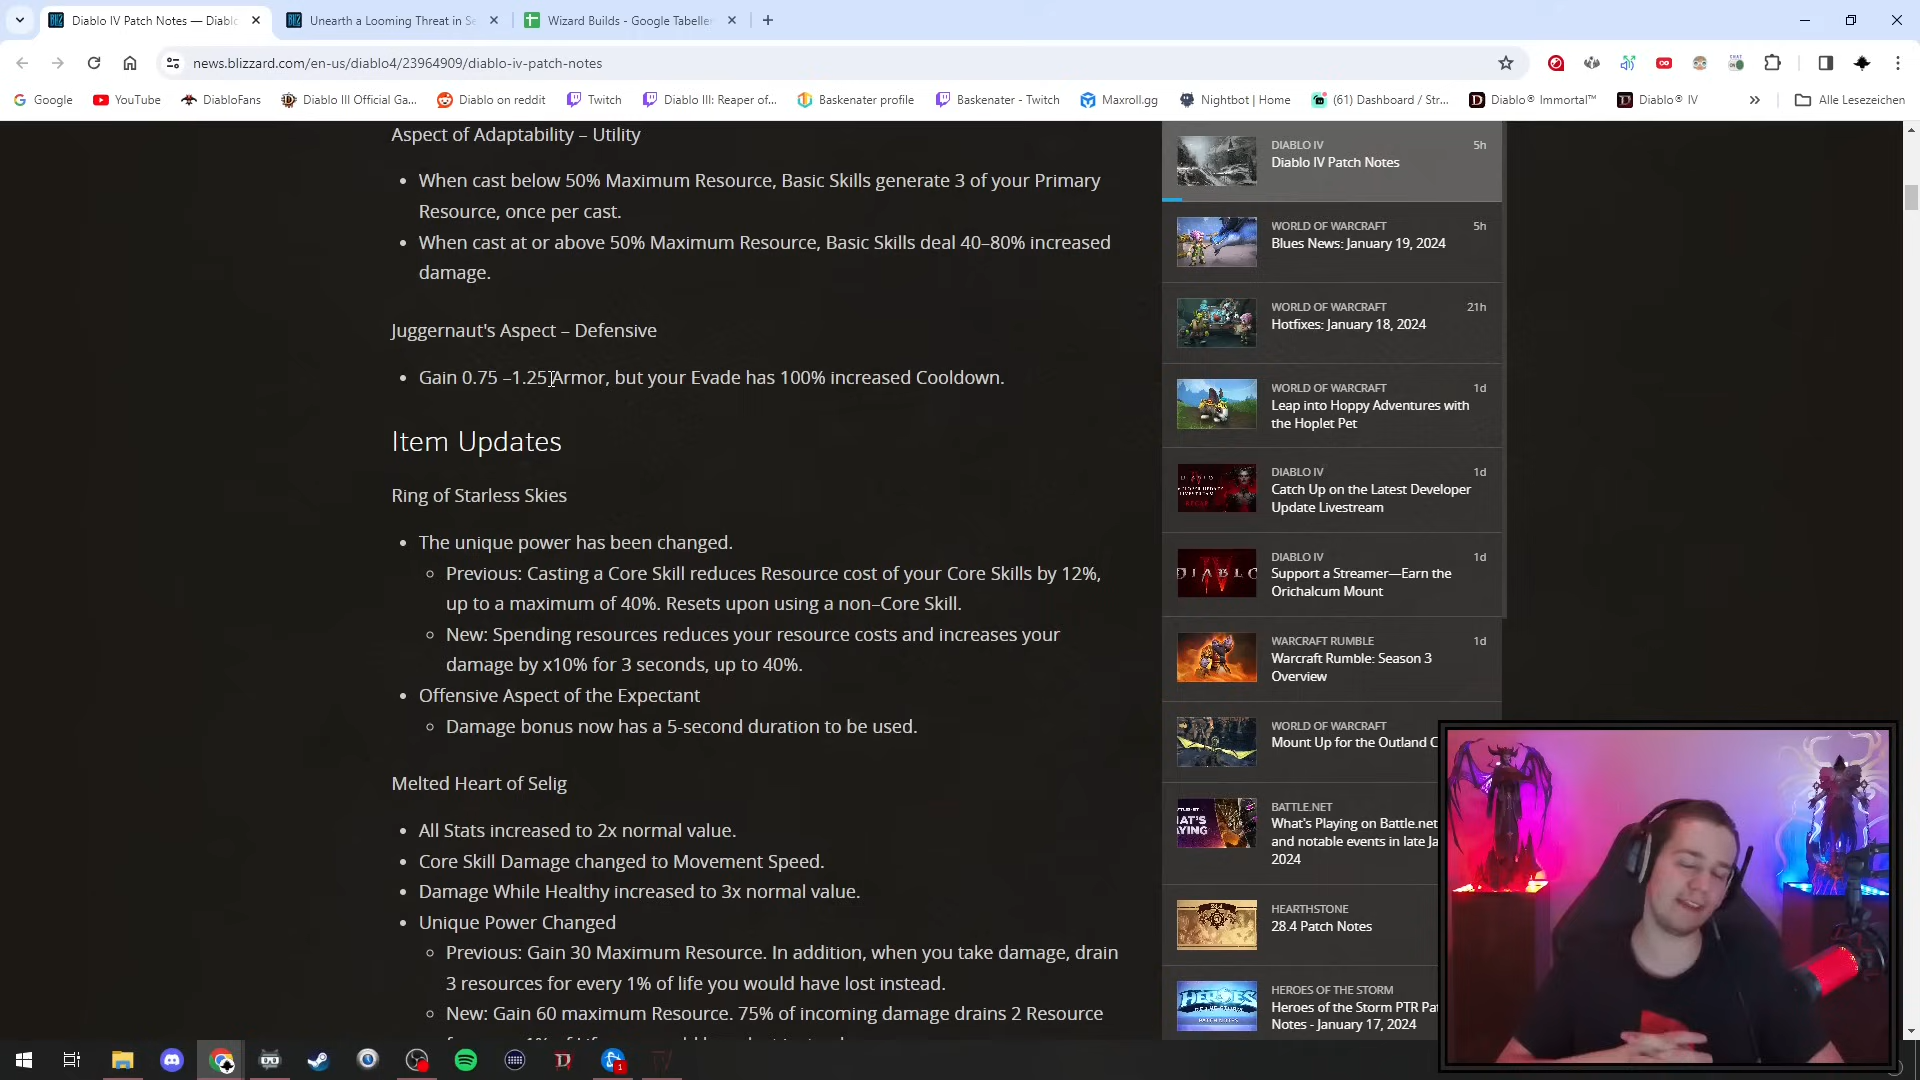 Diablo IV Patch Notes — Diablo
Unearth a Looming Threat in Se
Wizard Builds - Google Tabellen
news.blizzard.com/en-us/diablo4/23964909/diablo-iv-patch-notes
Google
YouTube
DiabloFans
Diablo III Official Ga...
Diablo on reddit
Twitch
Diablo III: Reaper of...
Baskenater profile
Baskenater - Twitch
Maxroll.gg
Nightbot | Home
(61) Dashboard / Str...
Diablo® Immortal™
Diablo® IV
Alle Lesezeichen
Aspect of Adaptability – Utility
When cast below 50% Maximum Resource, Basic Skills generate 3 of your Primary
Resource, once per cast.
When cast at or above 50% Maximum Resource, Basic Skills deal 40–80% increased
damage.
Juggernaut's Aspect – Defensive
Gain 0.75 –1.25 Armor, but your Evade has 100% increased Cooldown.
Item Updates
Ring of Starless Skies
The unique power has been changed.
Previous: Casting a Core Skill reduces Resource cost of your Core Skills by 12%,
up to a maximum of 40%. Resets upon using a non–Core Skill.
New: Spending resources reduces your resource costs and increases your
damage by x10% for 3 seconds, up to 40%.
Offensive Aspect of the Expectant
Damage bonus now has a 5-second duration to be used.
Melted Heart of Selig
All Stats increased to 2x normal value.
Core Skill Damage changed to Movement Speed.
Damage While Healthy increased to 3x normal value.
Unique Power Changed
Previous: Gain 30 Maximum Resource. In addition, when you take damage, drain
3 resources for every 1% of life you would have lost instead.
New: Gain 60 maximum Resource. 75% of incoming damage drains 2 Resource
DIABLO IV
5h
Diablo IV Patch Notes
WORLD OF WARCRAFT
5h
Blues News: January 19, 2024
WORLD OF WARCRAFT
21h
Hotfixes: January 18, 2024
WORLD OF WARCRAFT
1d
Leap into Hoppy Adventures with
the Hoplet Pet
DIABLO IV
1d
Catch Up on the Latest Developer
Update Livestream
DIABLO IV
1d
Support a Streamer—Earn the
Orichalcum Mount
WARCRAFT RUMBLE
1d
Warcraft Rumble: Season 3
Overview
WORLD OF WARCRAFT
Mount Up for the Outland C
BATTLE.NET
What's Playing on Battle.net
and notable events in late Ja
2024
HEARTHSTONE
28.4 Patch Notes
HEROES OF THE STORM
Heroes of the Storm PTR Pat
Notes - January 17, 2024